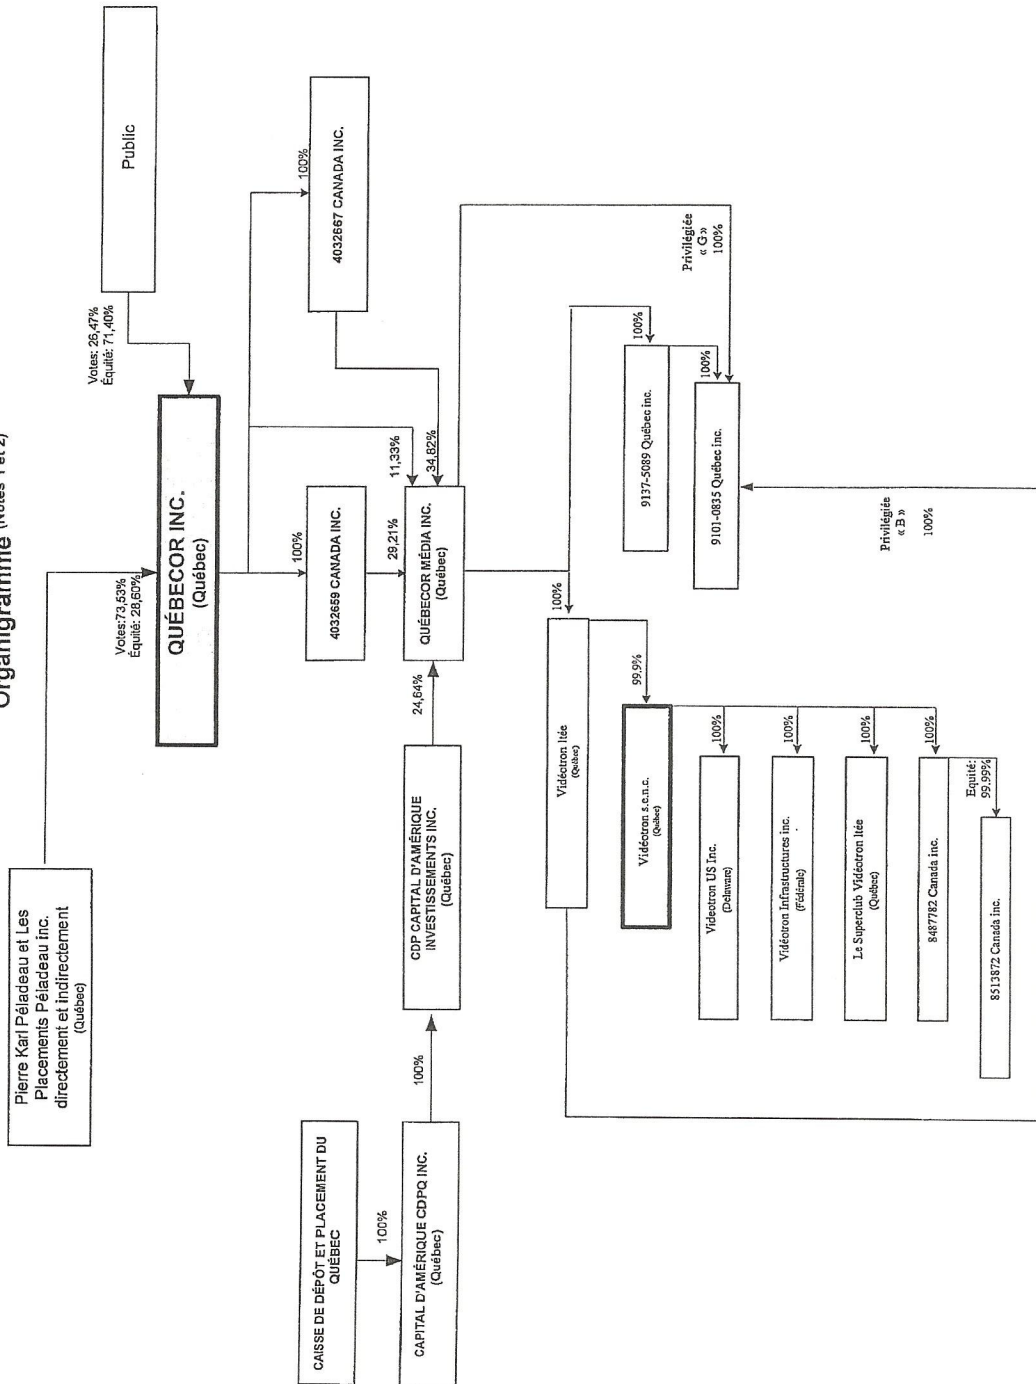 Organigramme (Notes 1 et 2)
Pierre Karl Péladeau et Les
Placements Péladeau inc.
directement et indirectement
(Québec)
Public
Votes:73,53%
Équité: 28,60%
Votes: 26,47%
Équité: 71,40%
QUÉBECOR INC.
(Québec)
CAISSE DE DÉPÔT ET PLACEMENT DU
QUÉBEC
100%
100%
100%
4032659 CANADA INC.
4032667 CANADA INC.
CAPITAL D'AMÉRIQUE CDPQ INC.
(Québec)
100%
CDP CAPITAL D'AMÉRIQUE
INVESTISSEMENTS INC.
(Québec)
24,64%
29,21%
11,33%
34,82%
QUÉBECOR MÉDIA INC.
(Québec)
100%
Vidéotron ltée
(Québec)
99.9%
100%
9137-5089 Québec inc.
100%
Privilégiée
« G »
100%
Vidéotron s.e.n.c.
(Québec)
9101-0835 Québec inc.
100%
Videotron US Inc.
(Delaware)
100%
Vidéotron Infrastructures inc.
(Fédérale)
100%
Le Superclub Vidéotron ltée
(Québec)
100%
8487782 Canada inc.
Privilégiée
« B »
100%
Equité:
99.99%
8513872 Canada inc.